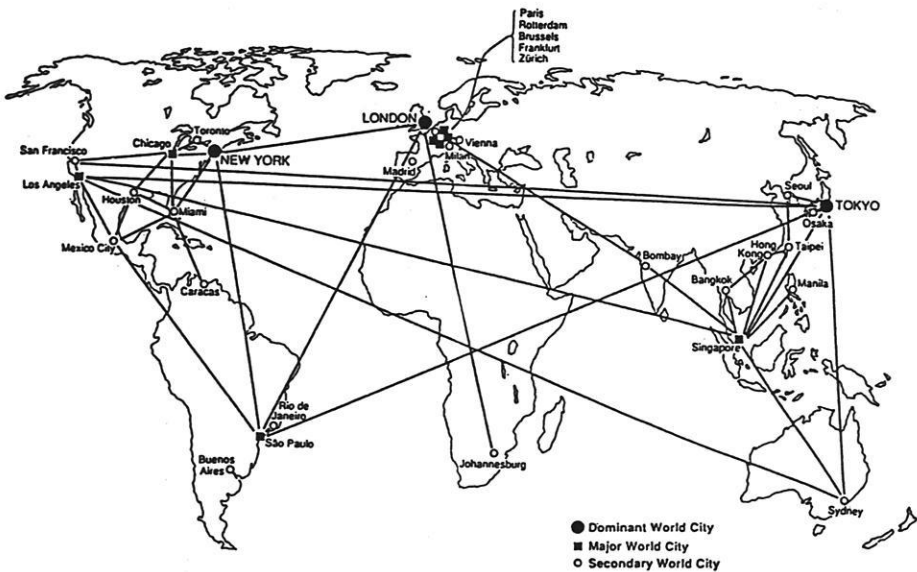 Paris
Rotterdam
Brussels
Frankfurt
Zürich
LONDON
Toronto
Chicago
San Francisco
NEW YORK
Vienna
Milan
Madrid
Los Angeles
Houston
Miami
Seoul
TOKYO
Osaka
Mexico City
Hong
Kong
Taipei
Bombay
Bangkok
Manila
Caracas
Singapore
Rio de
Janeiro
São Paulo
Buenos
Aires
Johannesburg
Sydney
Dominant World City
Major World City
Secondary World City